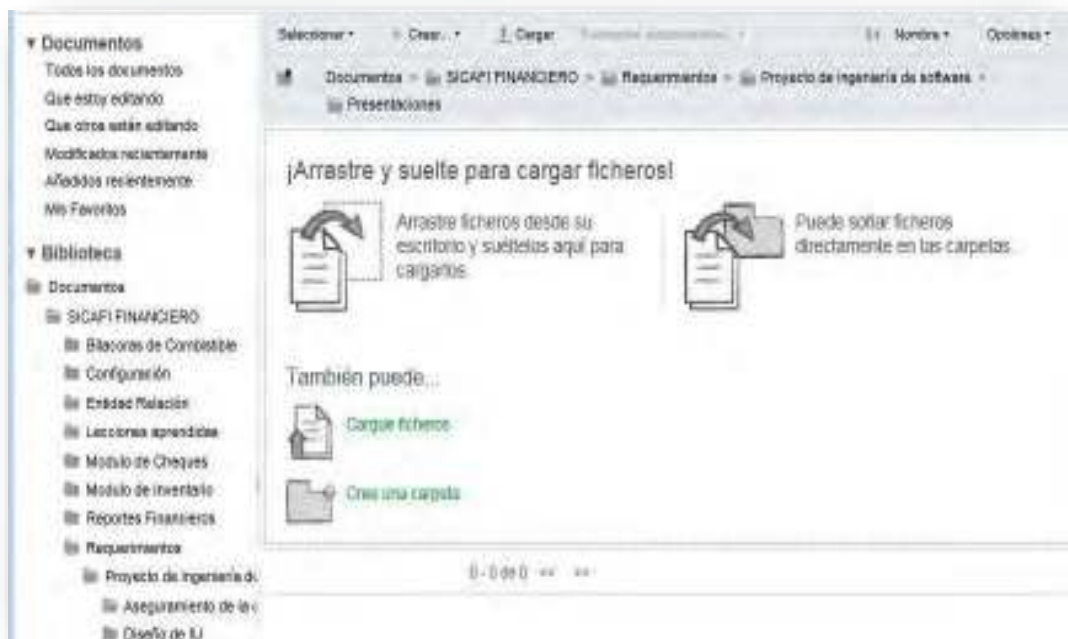 Documentos
Todos los documentos
Que estoy editando
Que otros están editando
Modificados recientemente
Añadidos recientemente
Mis Favoritos
Biblioteca
Documentos
SICAFI FINANCIERO
Bitacoras de Combistible
Configuración
Entidad Relación
Lecciones aprendidas
Modulo de Cheques
Modulo de Inventario
Reportes Financieros
Requerimientos
Proyecto de ingeniería de
Aseguramiento de la c
Diseño de IU
Seleccionar Crear... Cargar Nombre Opciones
Documentos > SICAFI FINANCIERO > Requerimientos > Proyecto de ingeniería de software >
Presentaciones
¡Arrastre y suelte para cargar ficheros!
Arrastre ficheros desde su
escritorio y suéltelos aquí para
cargarlos.
Puede soltar ficheros
directamente en las carpetas.
También puede...
Cargue ficheros
Cree una carpeta
0 - 0 de 0 << >>